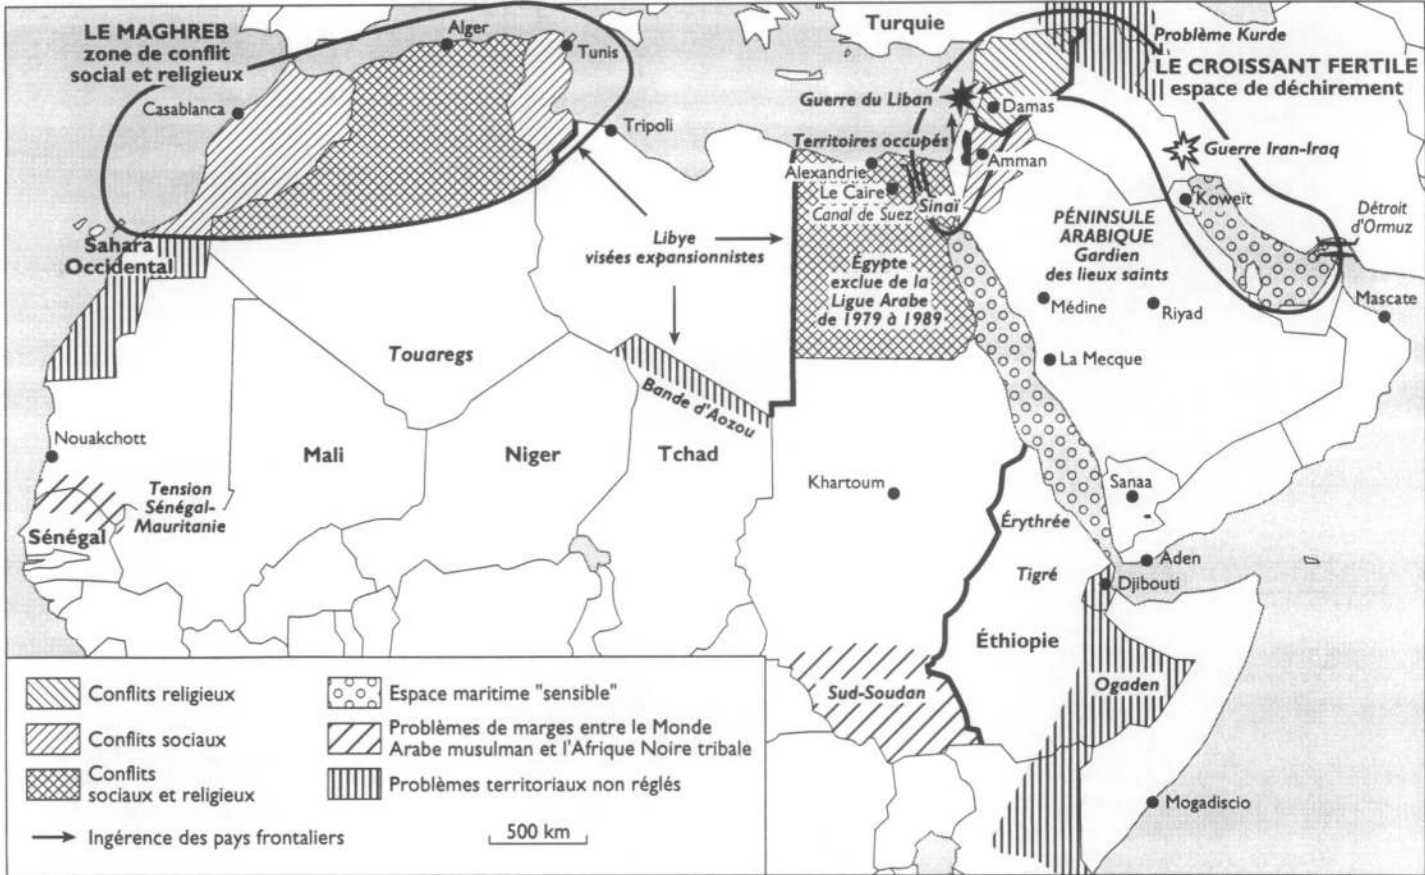 LE MAGHREB
zone de conflit
social et religieux
Alger
Tunis
Casablanca
Tripoli
Turquie
Problème Kurde
LE CROISSANT FERTILE
espace de déchirement
Guerre du Liban
Damas
Territoires occupés
Amman
Guerre Iran-Iraq
Alexandrie
Le Caire
Canal de Suez
Sinaï
Koweït
Détroit
d'Ormuz
Sahara
Occidental
Libye
visées expansionnistes
Égypte
exclue de la
Ligue Arabe
de 1979 à 1989
PÉNINSULE
ARABIQUE
Gardien
des lieux saints
Médine
Riyad
Mascate
La Mecque
Touaregs
Bande d'Aozou
Nouakchott
Mali
Niger
Tchad
Khartoum
Sanaa
Tension
Sénégal-
Mauritanie
Sénégal
Érythrée
Tigré
Aden
Djibouti
Éthiopie
Sud-Soudan
Ogaden
Mogadiscio
Conflits religieux
Conflits sociaux
Conflits
sociaux et religieux
Ingérence des pays frontaliers
Espace maritime "sensible"
Problèmes de marges entre le Monde
Arabe musulman et l'Afrique Noire tribale
Problèmes territoriaux non réglés
500 km